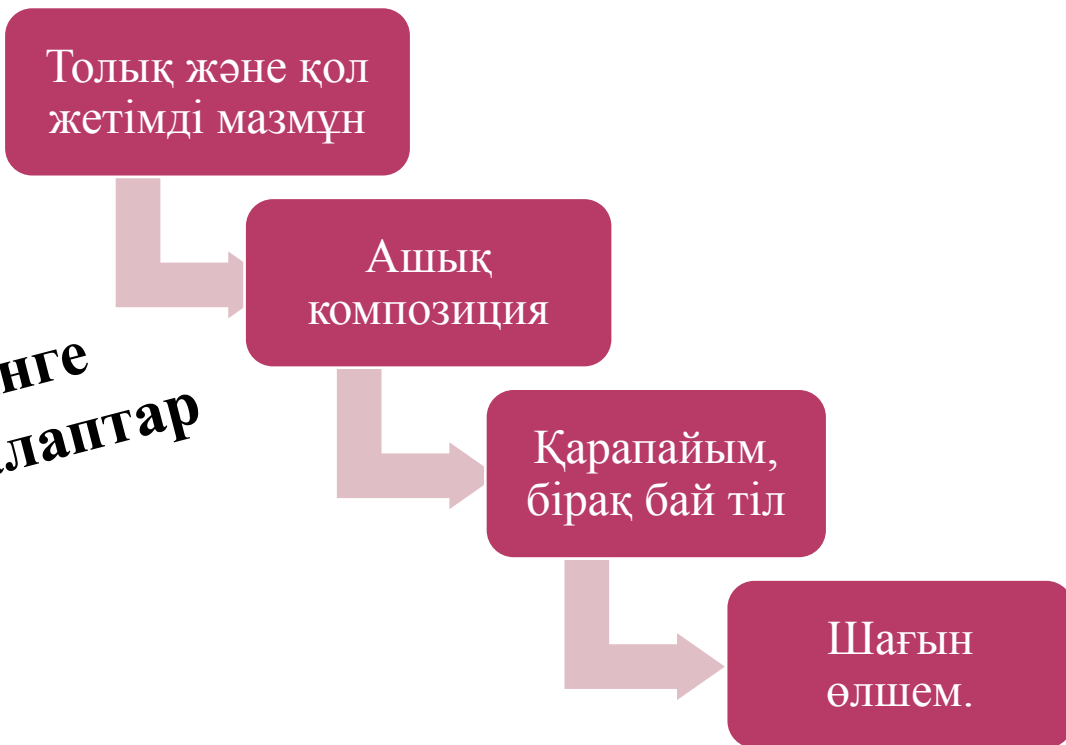 Толық және қол
жетімді мазмұн
Ашық
композиция
Қарапайым,
бірақ бай тіл
Шағын
өлшем.